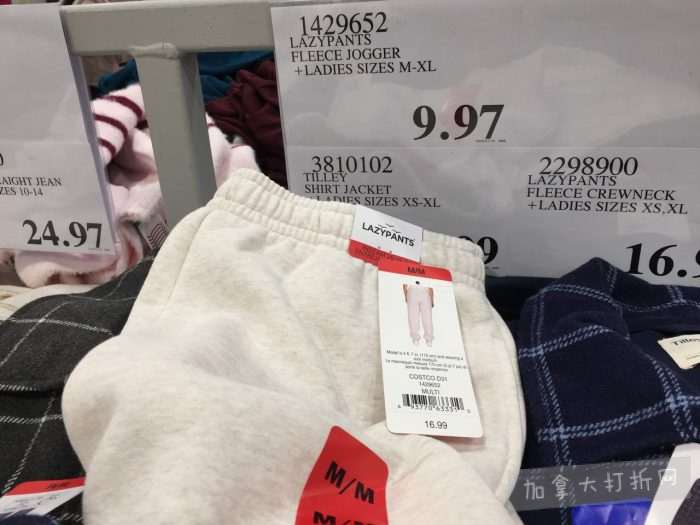 1429652
LAZYPANTS
FLEECE JOGGER
+LADIES SIZES M-XL
9.97
3810102
TILLEY
SHIRT JACKET
+LADIES SIZES XS-XL
2298900
LAZYPANTS
FLEECE CREWNECK
+LADIES SIZES XS,XL
16.9
AIGHT JEAN
ZES 10-14
24.97
LAZYPANTS
M/M
COSTCO D31
1429652
MULTI
16.99
M/M
M/M
加拿大打折网